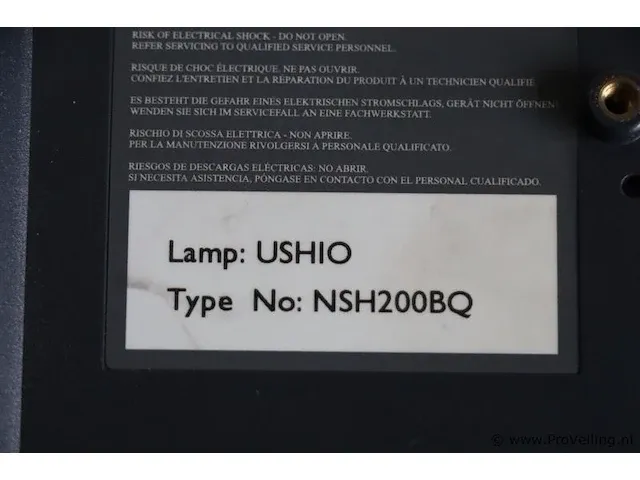 RISK OF ELECTRICAL SHOCK - DO NOT OPEN.
REFER SERVICING TO QUALIFIED SERVICE PERSONNEL.
RISQUE DE CHOC ÉLECTRIQUE. NE PAS OUVRIR.
CONFIEZ L'ENTRETIEN ET LA RÉPARATION DU PRODUIT À UN TECHNICIEN QUALIFIÉ
ES BESTEHT DIE GEFAHR EINES ELEKTRISCHEN STROMSCHLAGS, GERÄT NICHT ÖFFNEN!
WENDEN SIE SICH IM SERVICEFALL AN EINE FACHWERKSTATT.
RISCHIO DI SCOSSA ELETTRICA - NON APRIRE.
PER LA MANUTENZIONE RIVOLGERSI A PERSONALE QUALIFICATO.
RIESGOS DE DESCARGAS ELÉCTRICAS: NO ABRIR.
SI NECESITA ASISTENCIA, PÓNGASE EN CONTACTO CON EL PERSONAL CUALIFICADO.
Lamp: USHIO
Type No: NSH200BQ
© www.ProVeiling.nl